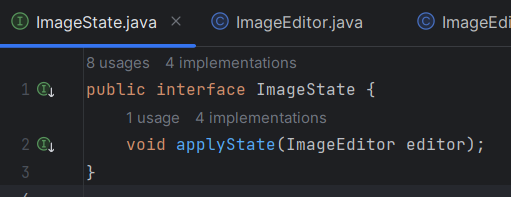 ImageState.java × ImageEditor.java ImageEdi
8 usages 4 implementations
1 public interface ImageState {
1 usage 4 implementations
2 void applyState(ImageEditor editor);
3 }